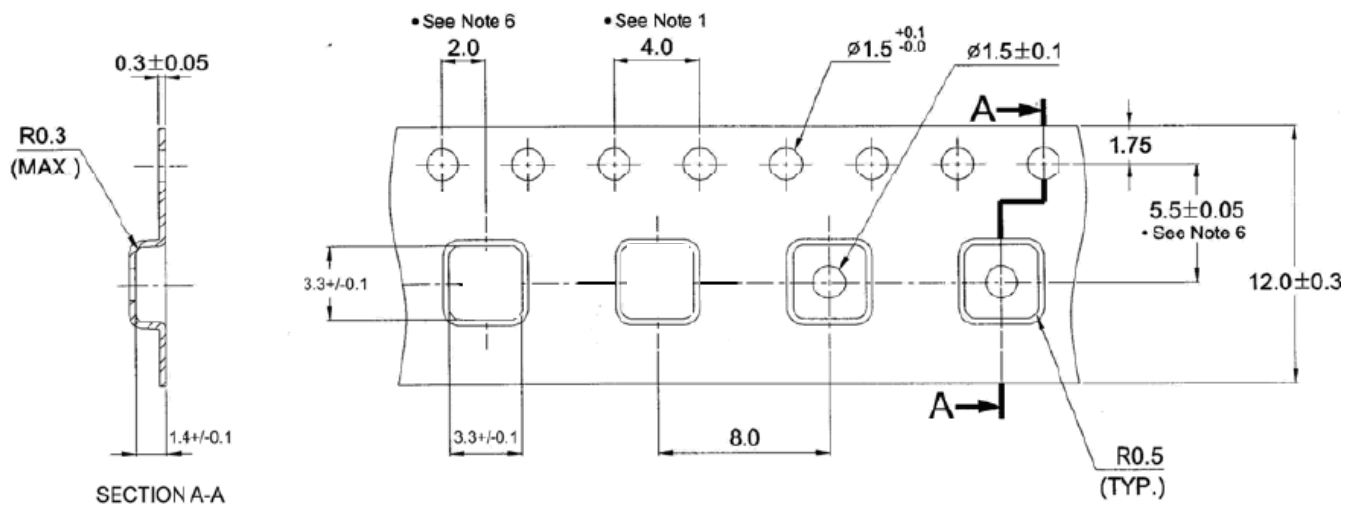 • See Note 6
2.0
• See Note 1
4.0
ø1.5 +0.1 -0.0
ø1.5±0.1
0.3±0.05
R0.3
(MAX.)
A
1.75
5.5±0.05
• See Note 6
12.0±0.3
3.3+/-0.1
1.4+/-0.1
3.3+/-0.1
8.0
A
R0.5
(TYP.)
SECTION A-A